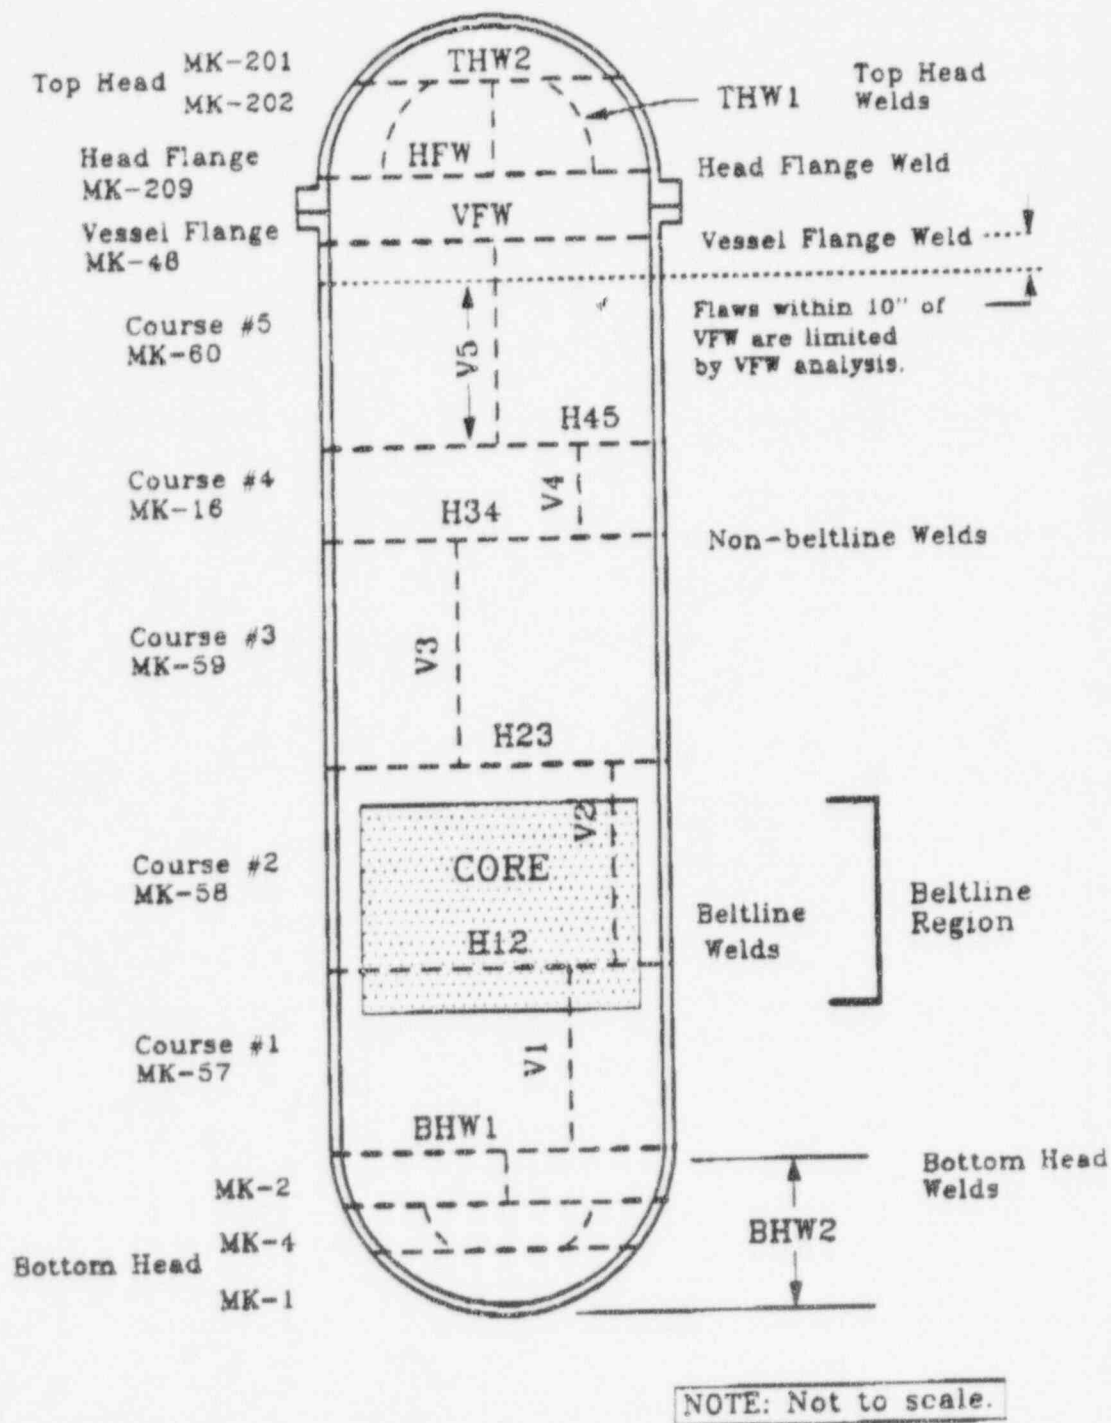 MK-201
Top Head
MK-202
THW2
THW1
Top Head
Welds
Head Flange
MK-209
HFW
Head Flange Weld
VFW
Vessel Flange
MK-48
Vessel Flange Weld
Flaws within 10" of
VFW are limited
by VFW analysis.
Course #5
MK-60
V5
H45
Course #4
MK-16
V4
H34
Non-beltline Welds
Course #3
MK-59
V3
H23
V2
Course #2
MK-58
CORE
H12
Beltline
Welds
Beltline
Region
Course #1
MK-57
V1
BHW1
Bottom Head
Welds
MK-2
BHW2
MK-4
Bottom Head
MK-1
NOTE: Not to scale.